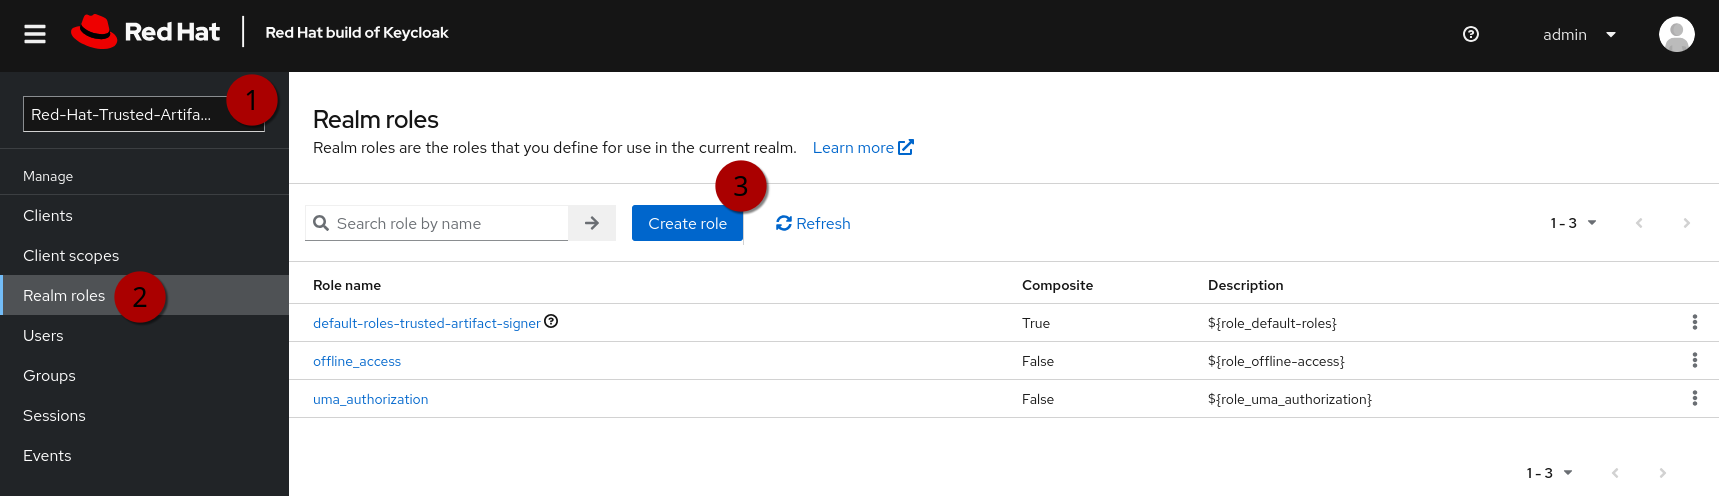 Red Hat Red Hat build of Keycloak admin
1
Red-Hat-Trusted-Artifa...
Manage
Clients
Client scopes
Realm roles 2
Users
Groups
Sessions
Events
Realm roles
Realm roles are the roles that you define for use in the current realm. Learn more
3
Search role by name Create role Refresh 1 - 3
Role name Composite Description
default-roles-trusted-artifact-signer True ${role_default-roles}
offline_access False ${role_offline-access}
uma_authorization False ${role_uma_authorization}
1 - 3